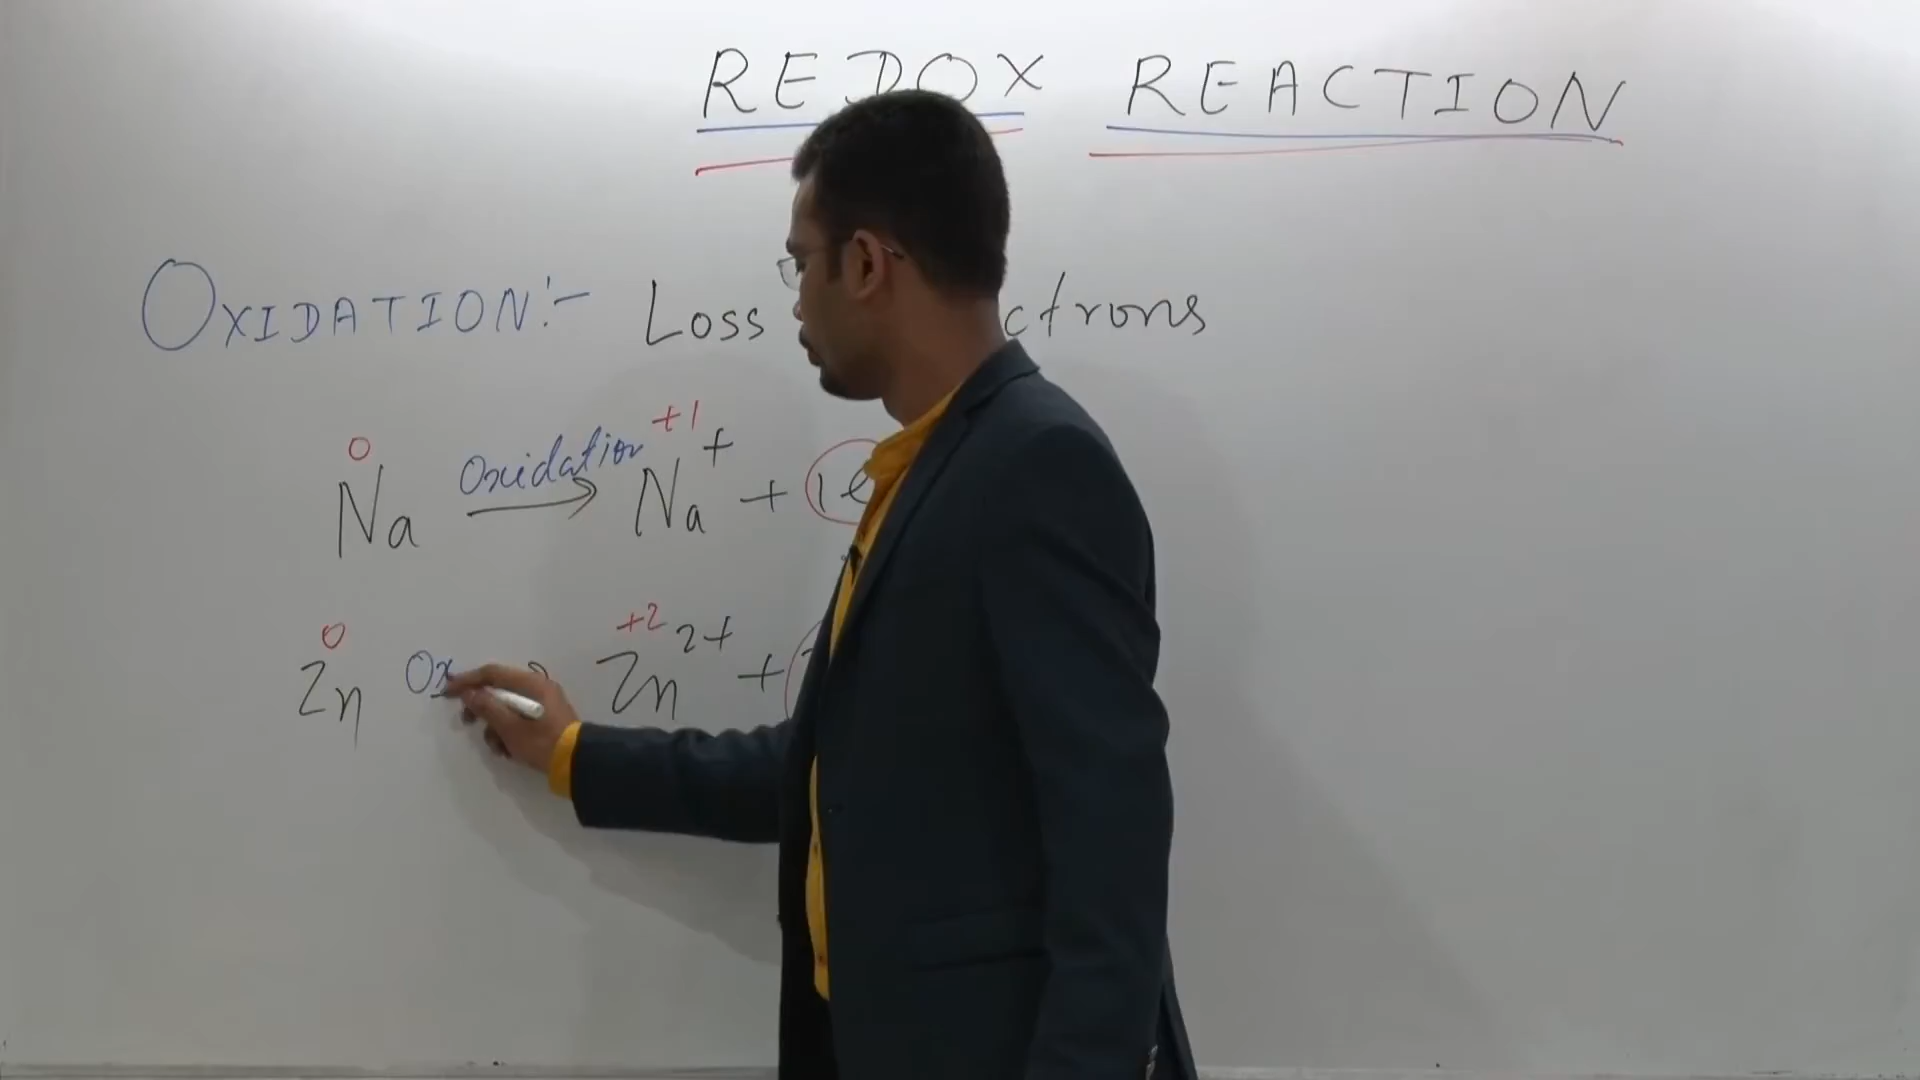 REDOX REACTION
OXIDATION:- Loss ctrons
0 Oxidation +1
Na → Na⁺ + 1e
0 +2
Zn Ox Zn²⁺ +